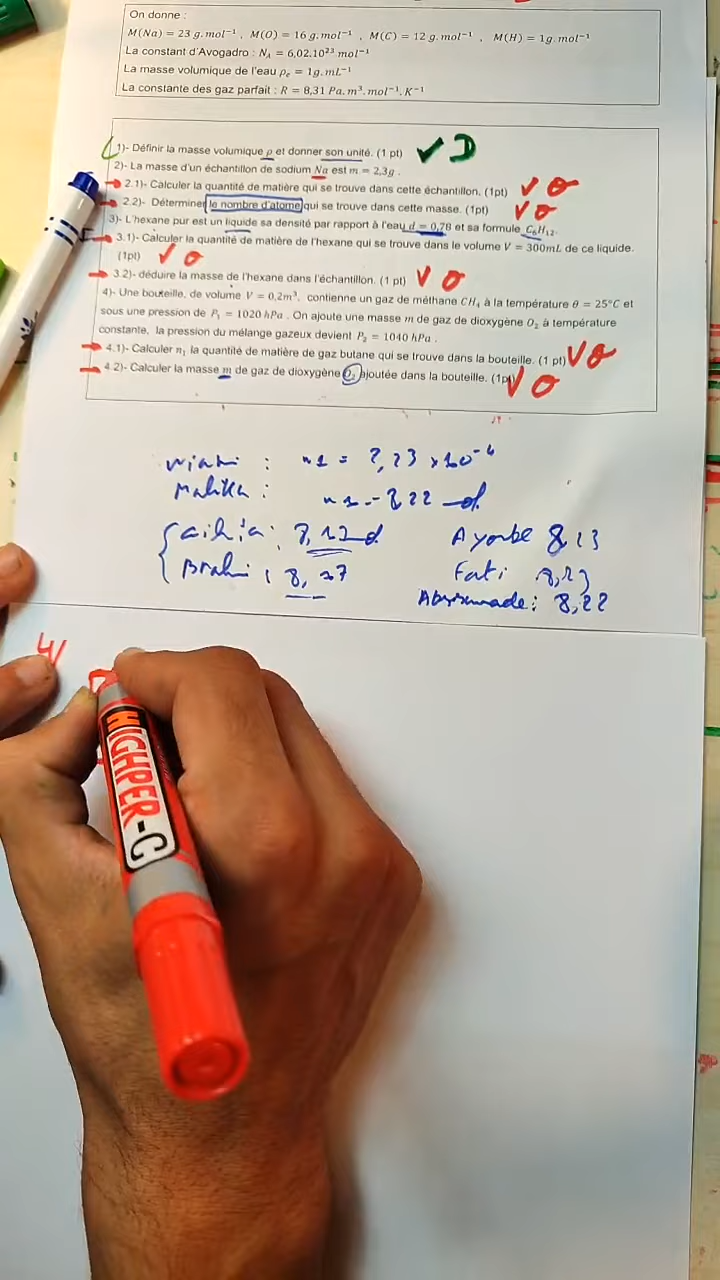 On donne :
M(Na) = 23 g.mol⁻¹ , M(O) = 16 g.mol⁻¹ , M(C) = 12 g.mol⁻¹ , M(H) = 1g.mol⁻¹
La constant d'Avogadro : N_A = 6,02.10²³ mol⁻¹
La masse volumique de l'eau ρₑ = 1g.mL⁻¹
La constante des gaz parfait : R = 8,31 Pa.m³.mol⁻¹.K⁻¹
1)- Définir la masse volumique ρ et donner son unité. (1 pt)
2)- La masse d'un échantillon de sodium Na est m = 2,3g .
2.1)- Calculer la quantité de matière qui se trouve dans cette échantillon. (1pt)
2.2)- Déterminer le nombre d'atome qui se trouve dans cette masse. (1pt)
3)- L'hexane pur est un liquide sa densité par rapport à l'eau d = 0,78 et sa formule C₆H₁₂.
3.1)- Calculer la quantité de matière de l'hexane qui se trouve dans le volume V = 300mL de ce liquide.
(1pt)
3.2)- déduire la masse de l'hexane dans l'échantillon. (1 pt)
4)- Une bouteille, de volume V = 0,2m³, contienne un gaz de méthane CH₄ à la température θ = 25°C et
sous une pression de P₁ = 1020 hPa . On ajoute une masse m de gaz de dioxygène O₂ à température
constante, la pression du mélange gazeux devient P₂ = 1040 hPa .
4.1)- Calculer n₁ la quantité de matière de gaz butane qui se trouve dans la bouteille. (1 pt)
4.2)- Calculer la masse m de gaz de dioxygène O₂ ajoutée dans la bouteille. (1pt)
Malika : n1 = 8,22
8,27
Ayoube 8,23
Fati 8,23
8,22
4/
HIGHPER-C